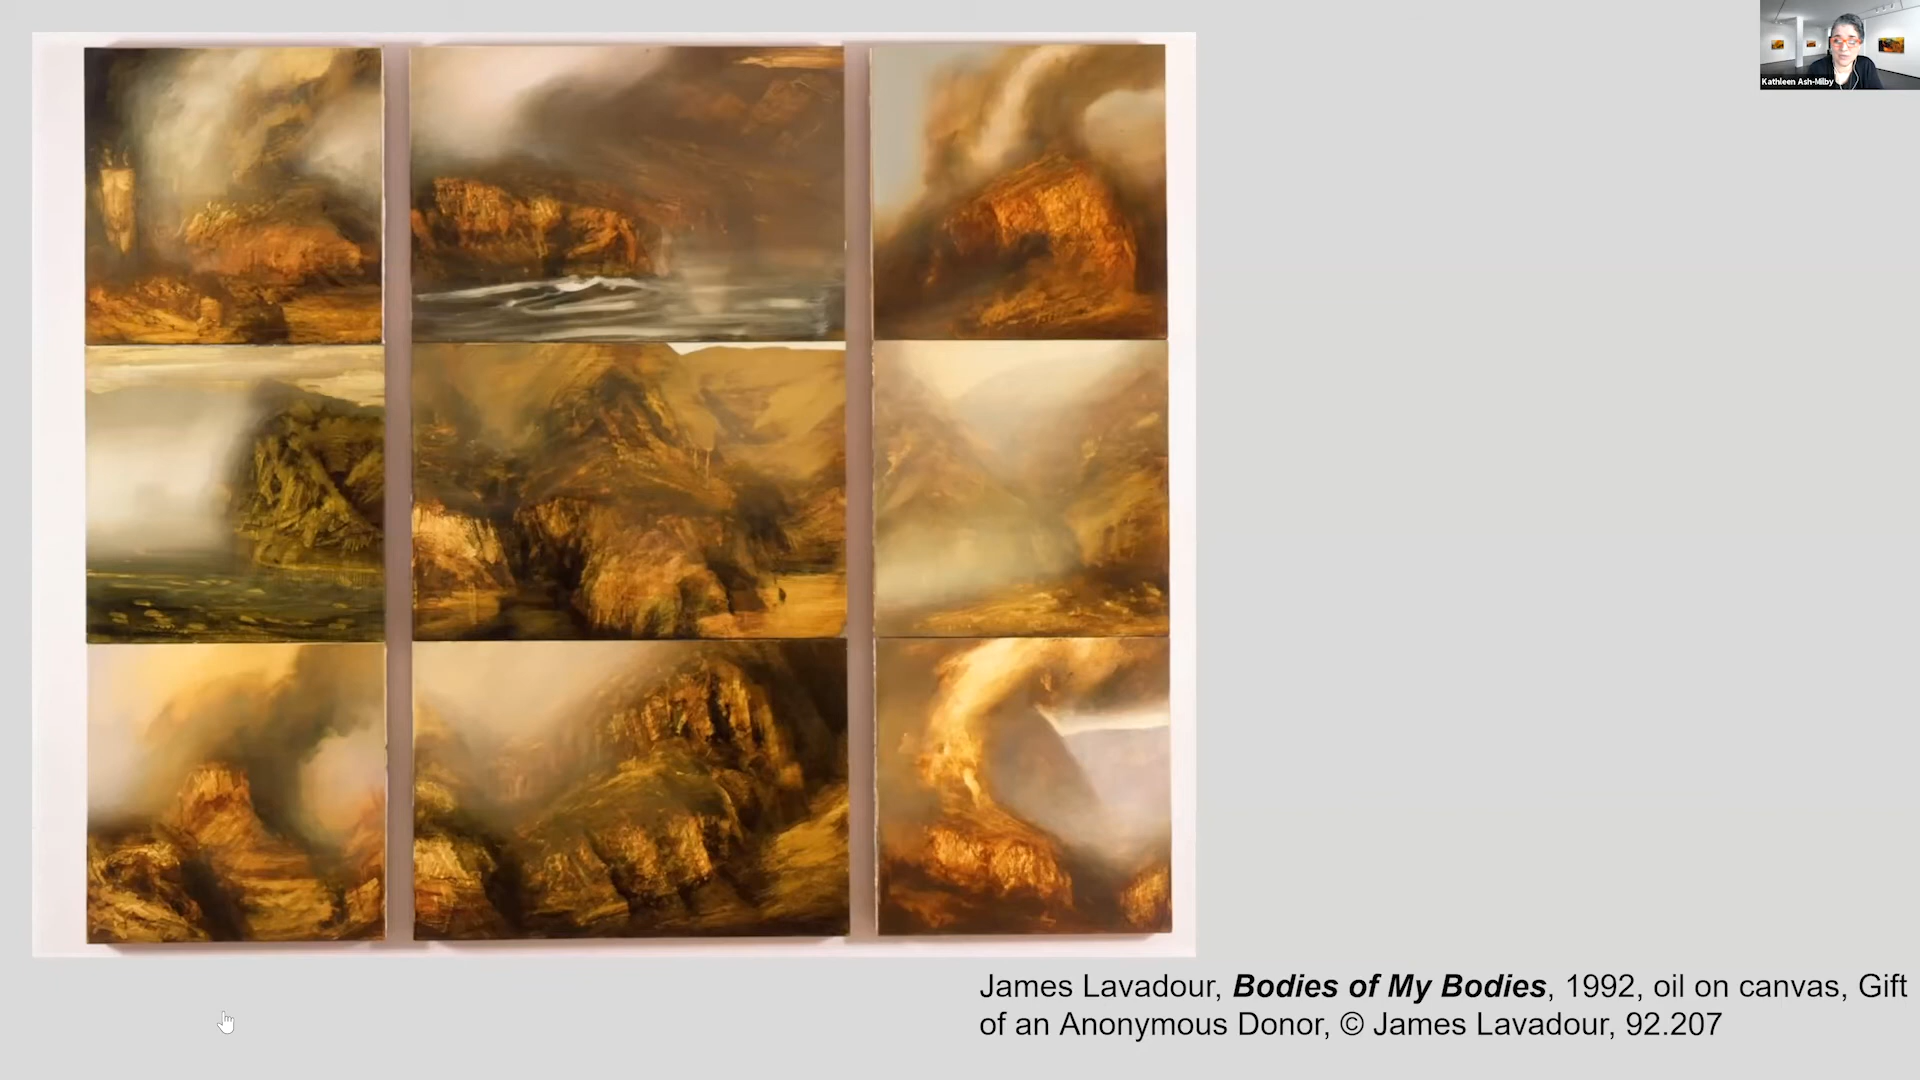 Kathleen Ash-Milby
James Lavadour, Bodies of My Bodies, 1992, oil on canvas, Gift
of an Anonymous Donor, © James Lavadour, 92.207